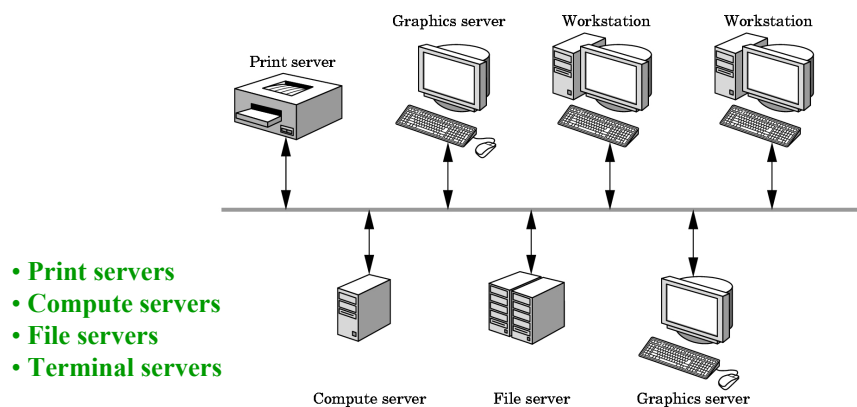 Graphics server
Workstation
Workstation
Print server
• Print servers
• Compute servers
• File servers
• Terminal servers
Compute server
File server
Graphics server